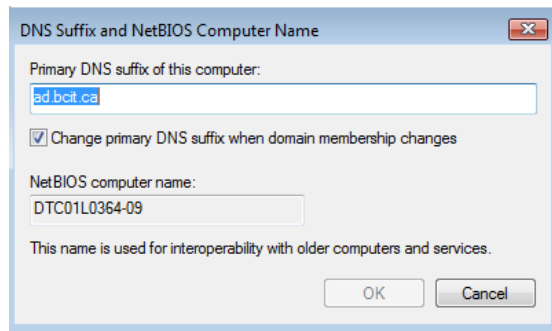 DNS Suffix and NetBIOS Computer Name
Primary DNS suffix of this computer:
ad.bcit.ca
Change primary DNS suffix when domain membership changes
NetBIOS computer name:
DTC01L0364-09
This name is used for interoperability with older computers and services.
OK Cancel